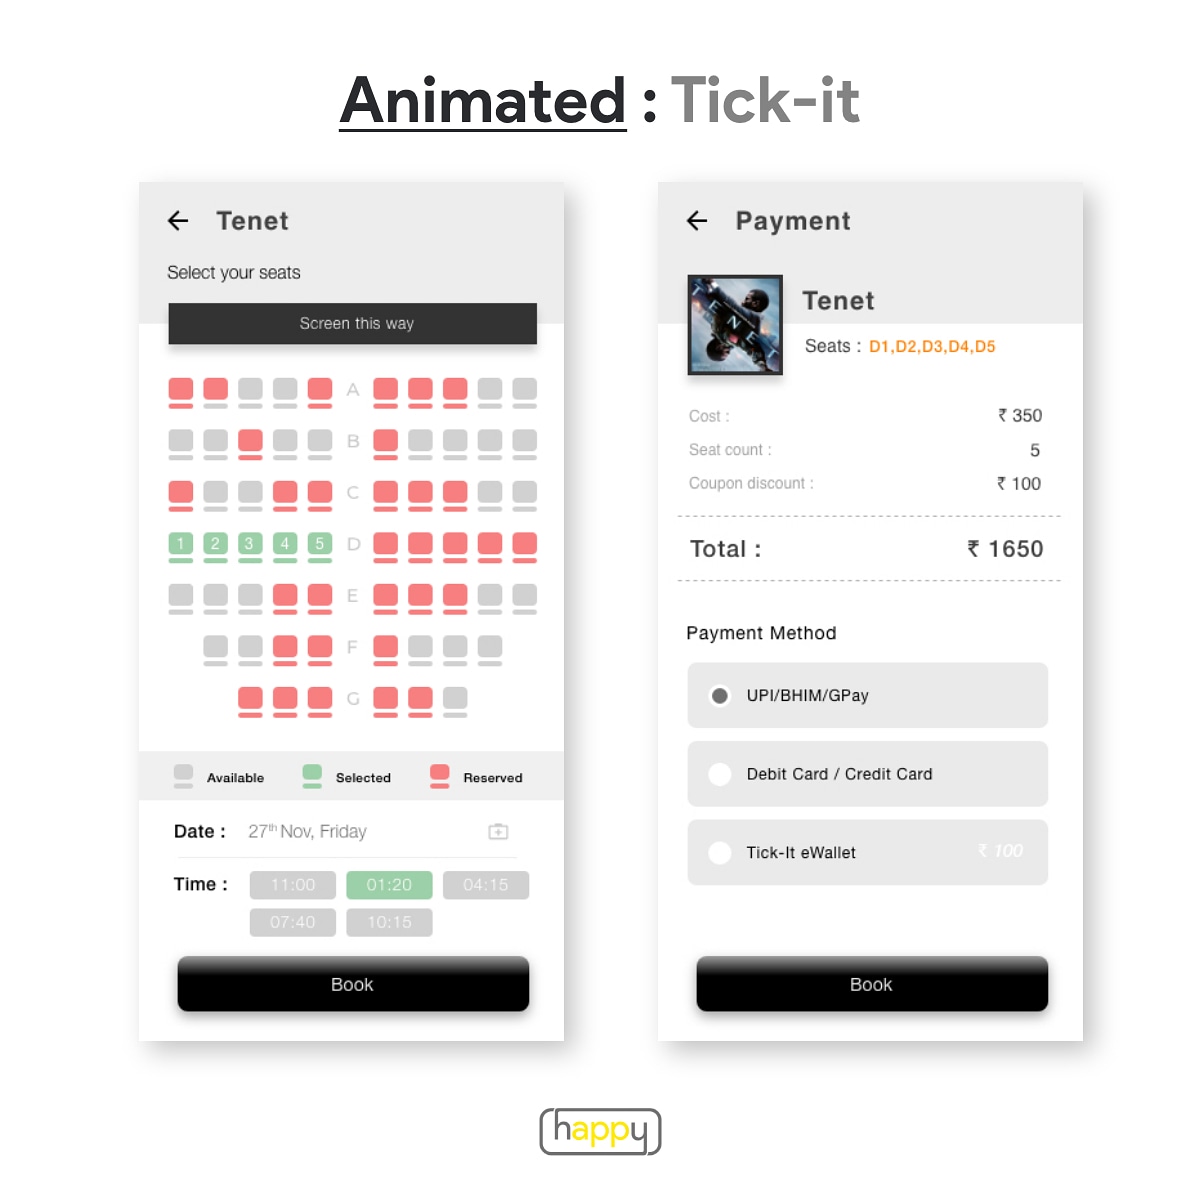 Animated : Tick-it
Tenet
Select your seats
Screen this way
A
B
C
1 2 3 4 5 D
E
F
G
Available Selected Reserved
Date : 27th Nov, Friday
Time : 11:00 01:20 04:15
07:40 10:15
Book
Payment
TENET
Tenet
Seats : D1,D2,D3,D4,D5
Cost : ₹ 350
Seat count : 5
Coupon discount : ₹ 100
Total : ₹ 1650
Payment Method
UPI/BHIM/GPay
Debit Card / Credit Card
Tick-It eWallet ₹ 100
Book
happy